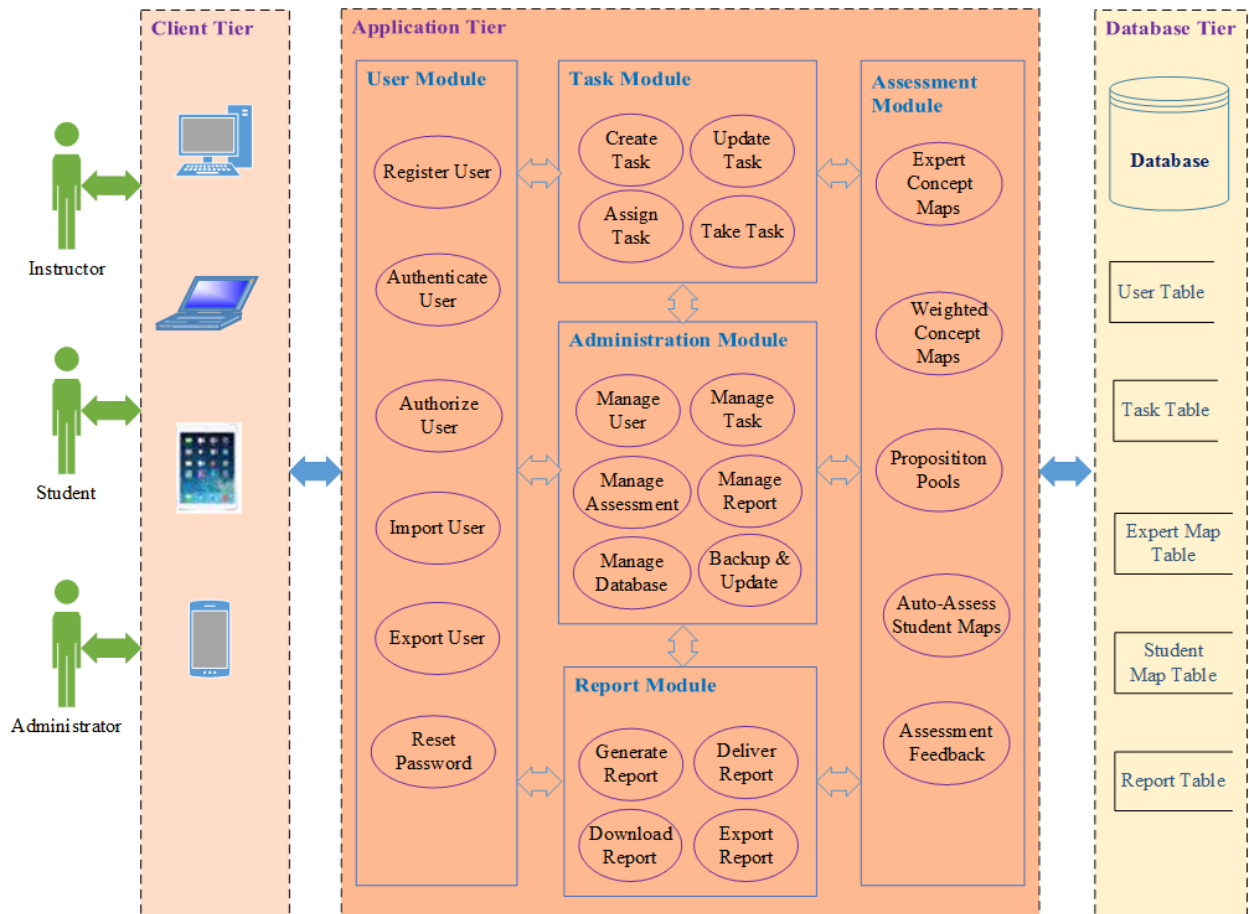 Client Tier
Instructor
Student
Administrator
Application Tier
User Module
Register User
Authenticate
User
Authorize
User
Import User
Export User
Reset
Password
Task Module
Create
Task
Update
Task
Assign
Task
Take Task
Administration Module
Manage
User
Manage
Task
Manage
Assessment
Manage
Report
Manage
Database
Backup &
Update
Report Module
Generate
Report
Deliver
Report
Download
Report
Export
Report
Assessment
Module
Expert
Concept
Maps
Weighted
Concept
Maps
Proposititon
Pools
Auto-Assess
Student Maps
Assessment
Feedback
Database Tier
Database
User Table
Task Table
Expert Map
Table
Student
Map Table
Report Table